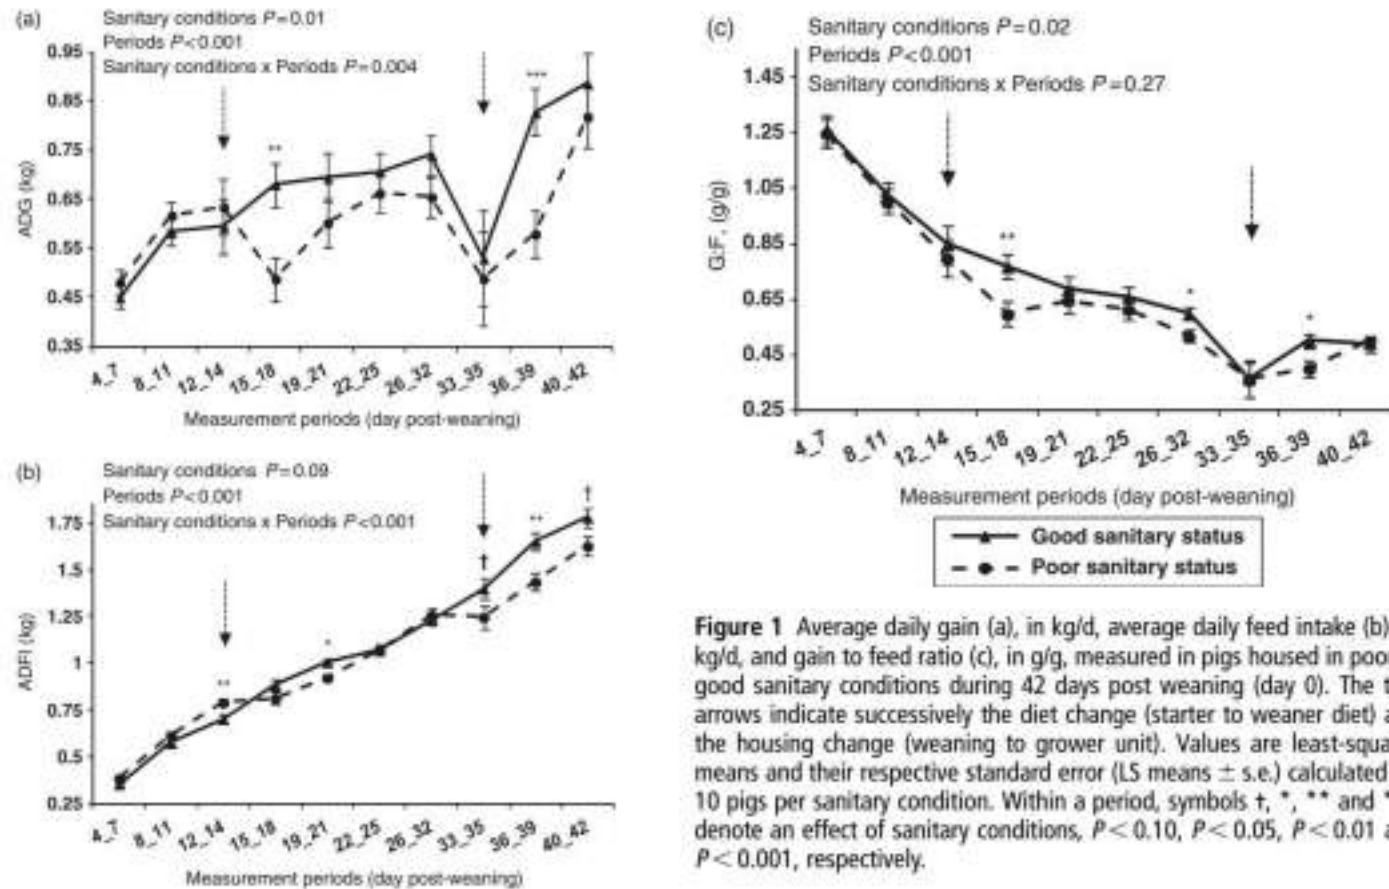 (a)
Sanitary conditions P=0.01
Periods P<0.001
Sanitary conditions x Periods P=0.004
0.95
0.85
0.75
0.65
0.55
0.45
0.35
ADG (kg)
**
***
4_7
8_11
12_14
15_18
19_21
22_25
26_32
33_35
36_39
40_42
Measurement periods (day post-weaning)
(b)
Sanitary conditions P=0.09
Periods P<0.001
Sanitary conditions x Periods P<0.001
1.75
1.5
1.25
1
0.75
0.5
0.25
ADFI (kg)
**
*
†
**
†
4_7
8_11
12_14
15_18
19_21
22_25
26_32
33_35
36_39
40_42
Measurement periods (day post-weaning)
(c)
Sanitary conditions P=0.02
Periods P<0.001
Sanitary conditions x Periods P=0.27
1.45
1.25
1.05
0.85
0.65
0.45
0.25
G:F, (g/g)
**
*
*
4_7
8_11
12_14
15_18
19_21
22_25
26_32
33_35
36_39
40_42
Measurement periods (day post-weaning)
Good sanitary status
Poor sanitary status
Figure 1 Average daily gain (a), in kg/d, average daily feed intake (b)
kg/d, and gain to feed ratio (c), in g/g, measured in pigs housed in poor
good sanitary conditions during 42 days post weaning (day 0). The t
arrows indicate successively the diet change (starter to weaner diet) a
the housing change (weaning to grower unit). Values are least-squa
means and their respective standard error (LS means ± s.e.) calculated
10 pigs per sanitary condition. Within a period, symbols †, *, ** and *
denote an effect of sanitary conditions, P<0.10, P<0.05, P<0.01 a
P<0.001, respectively.